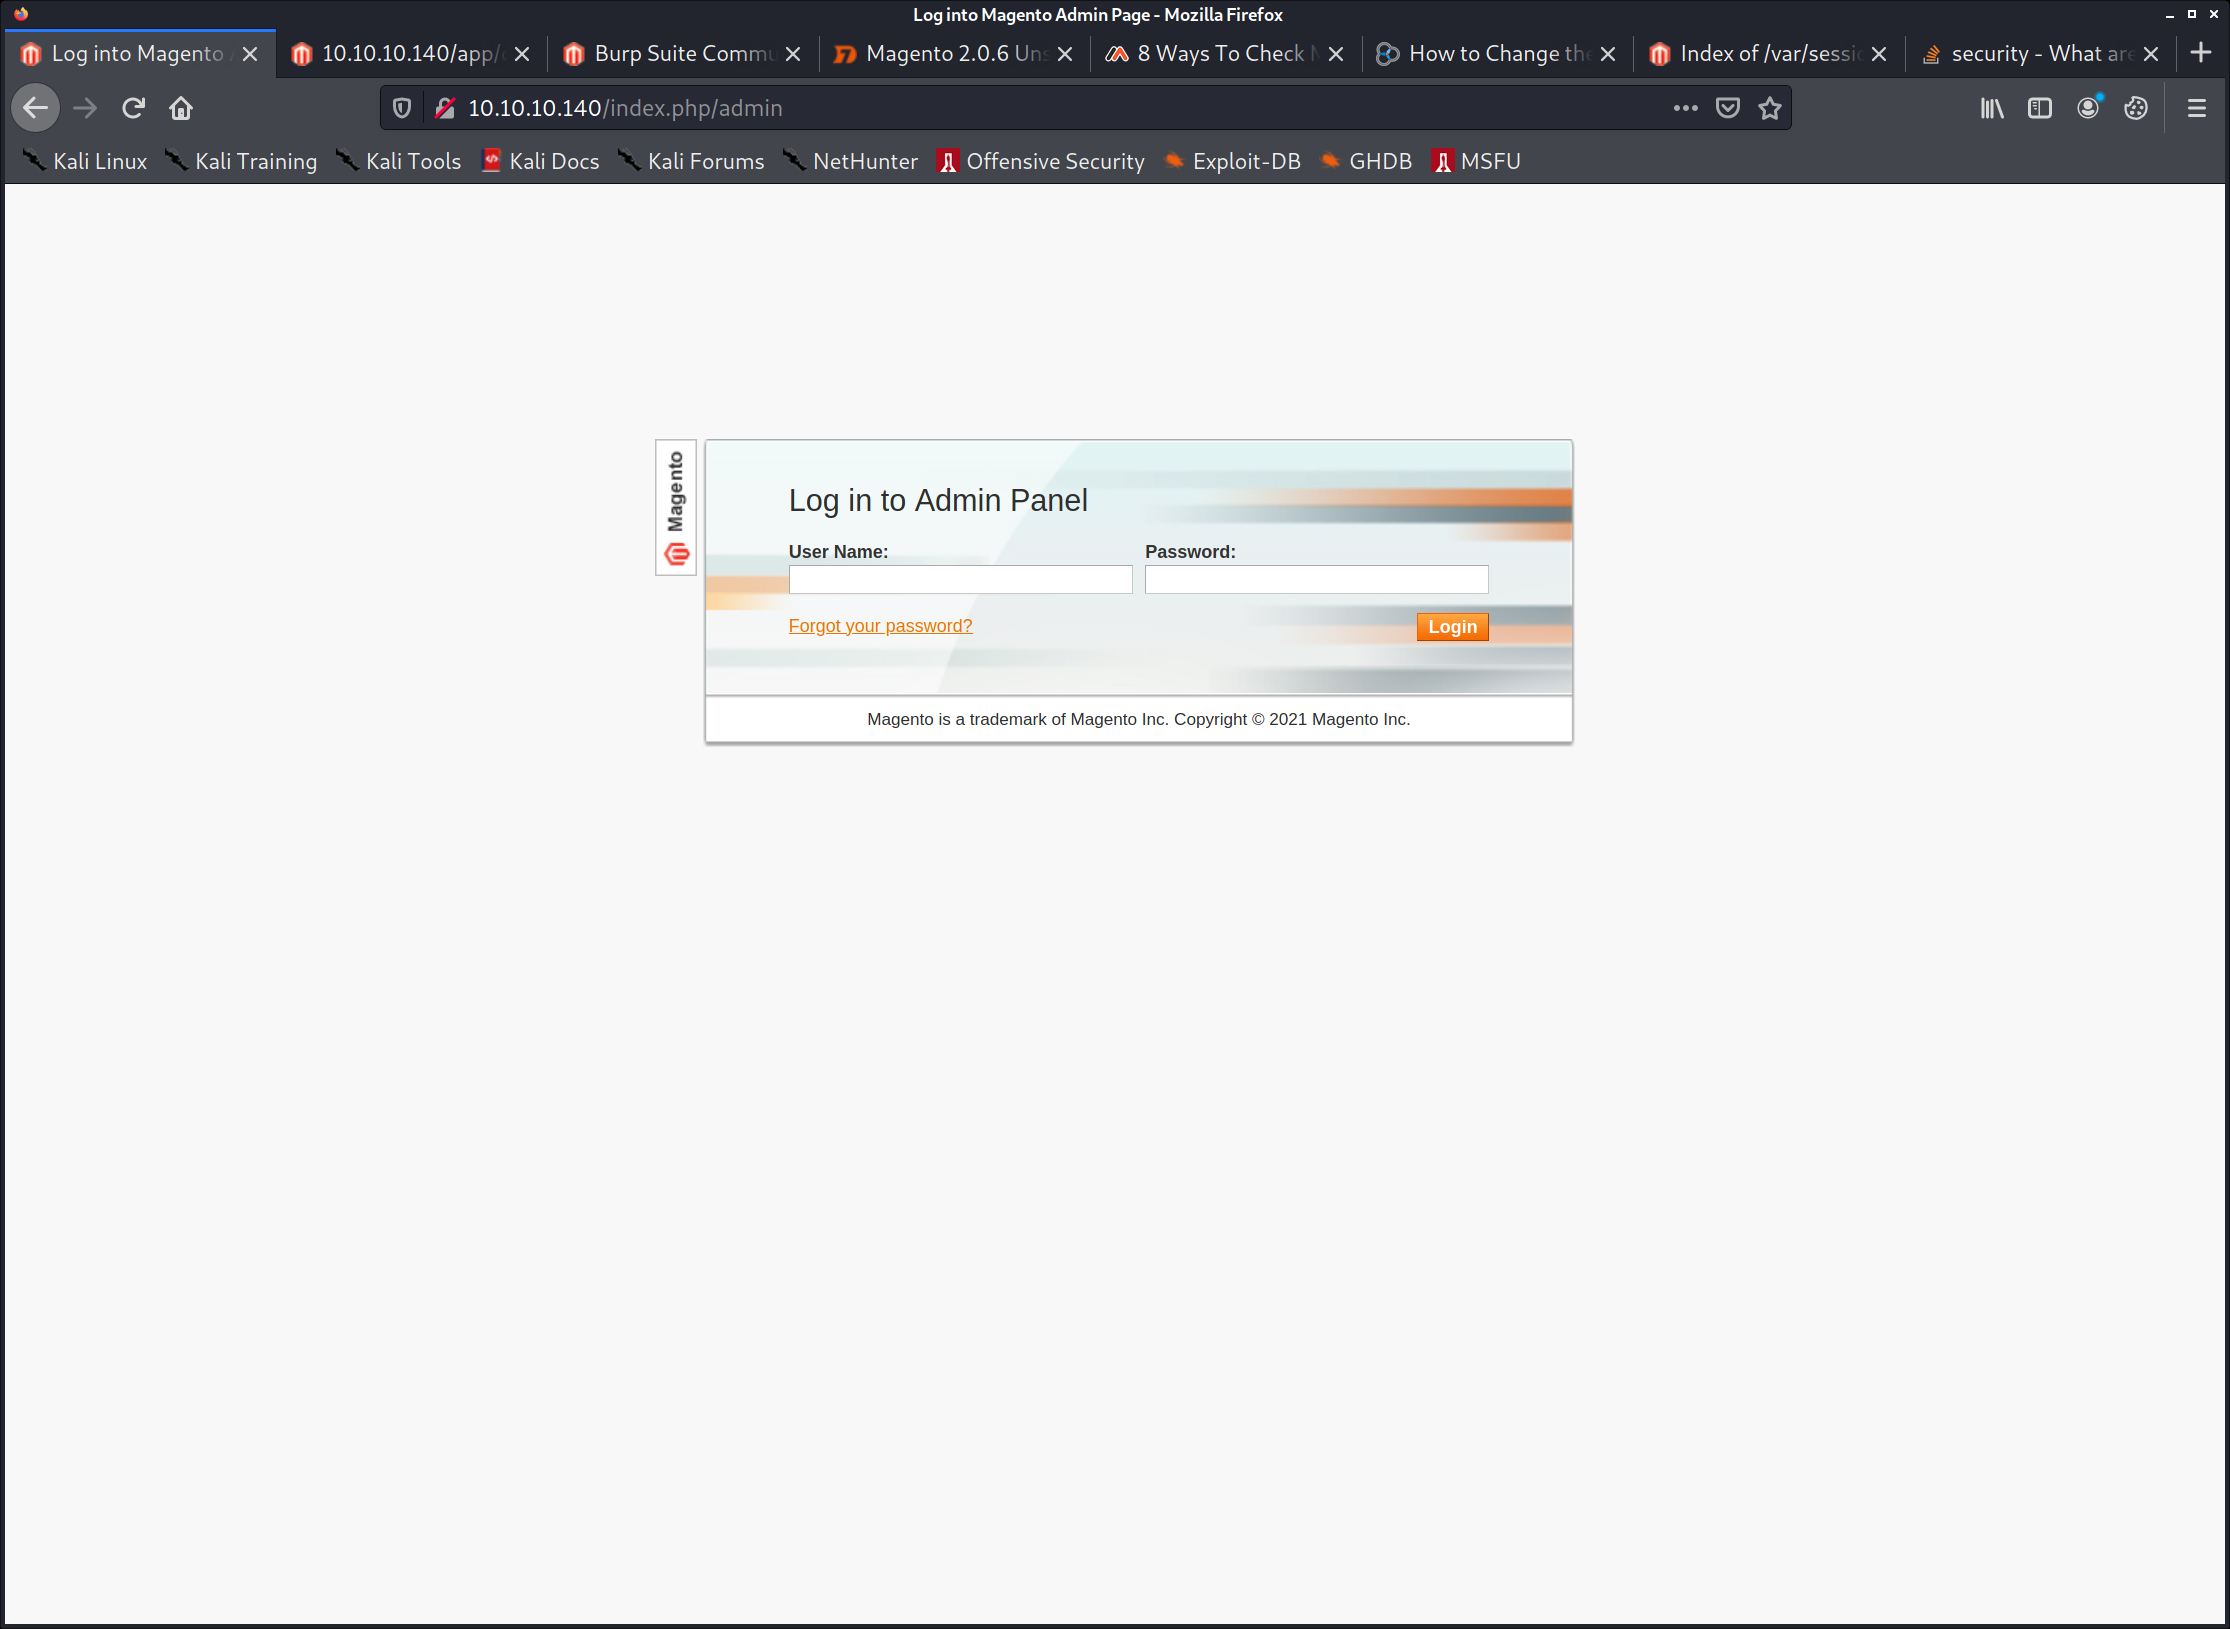 Log into Magento Admin Page - Mozilla Firefox
Log into Magento 10.10.10.140/app/ Burp Suite Commu Magento 2.0.6 Uns 8 Ways To Check How to Change the Index of /var/sessio security - What are
10.10.10.140/index.php/admin
Kali Linux Kali Training Kali Tools Kali Docs Kali Forums NetHunter Offensive Security Exploit-DB GHDB MSFU
Magento
Log in to Admin Panel
User Name: Password:
Forgot your password? Login
Magento is a trademark of Magento Inc. Copyright © 2021 Magento Inc.